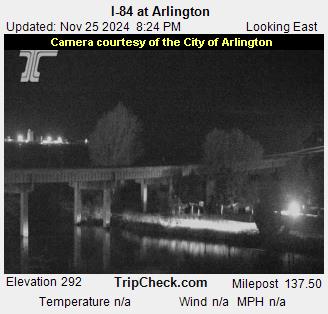 I-84 at Arlington
Updated: Nov 25 2024 8:24 PM Looking East
Camera courtesy of the City of Arlington
Elevation 292 TripCheck.com Milepost 137.50
Temperature n/a Wind n/a MPH n/a